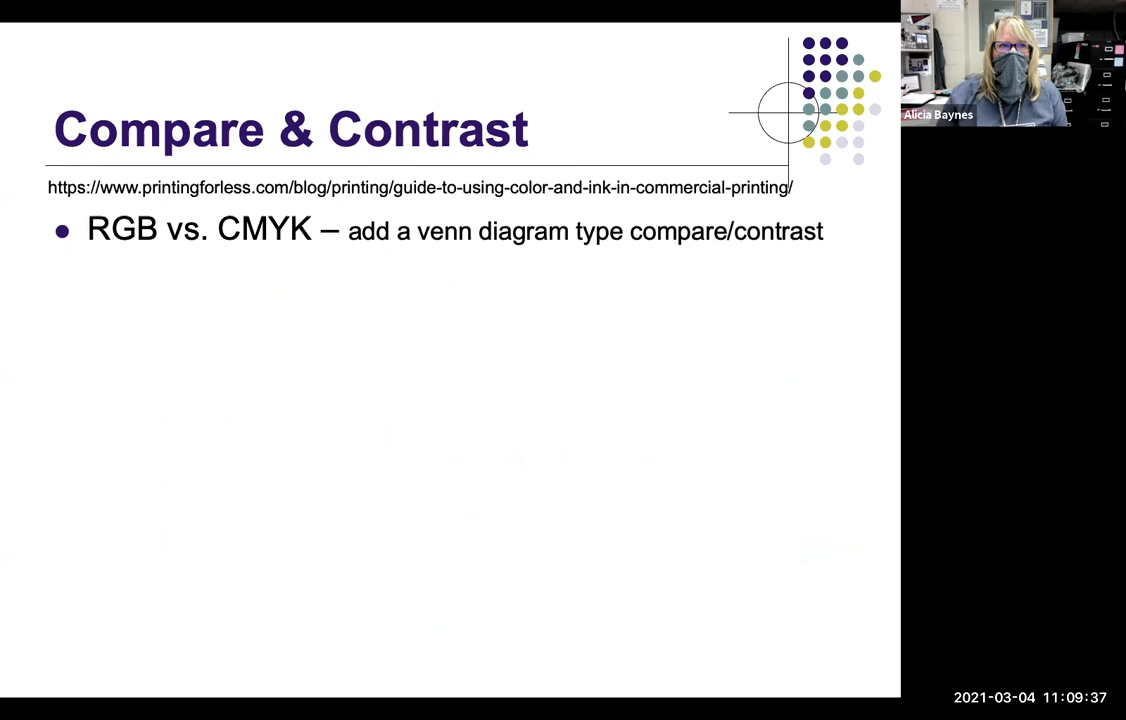 Compare & Contrast
https://www.printingforless.com/blog/printing/guide-to-using-color-and-ink-in-commercial-printing/
RGB vs. CMYK – add a venn diagram type compare/contrast
Alicia Baynes
2021-03-04 11:09:37